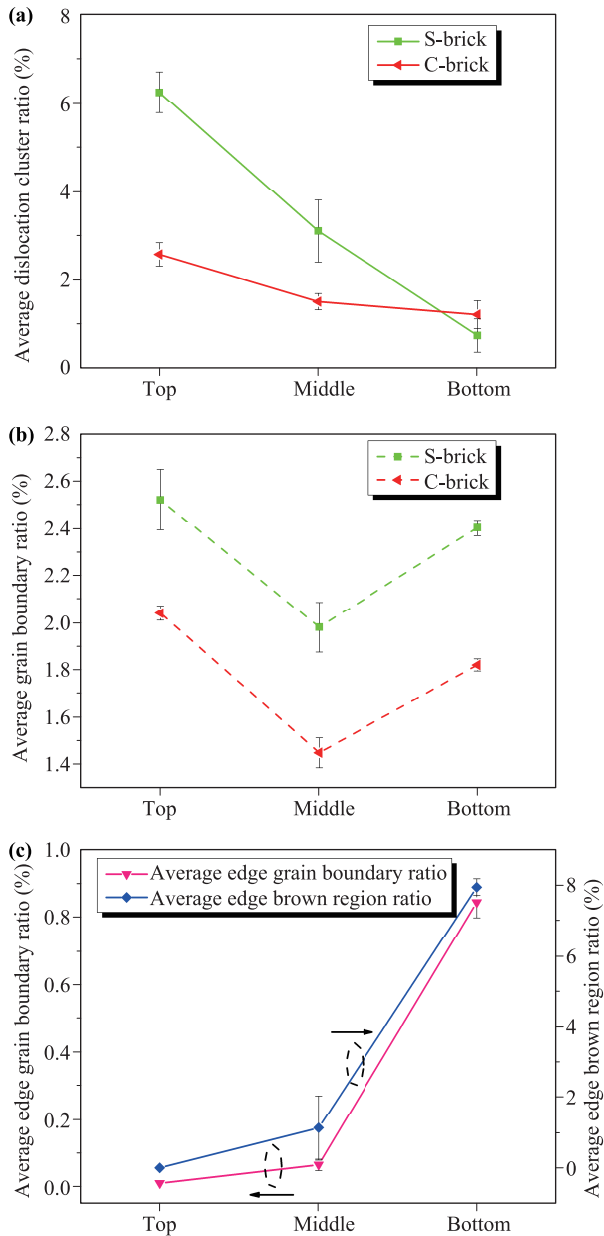 (a)
Average dislocation cluster ratio (%)
8
6
4
2
0
S-brick
C-brick
Top Middle Bottom
(b)
Average grain boundary ratio (%)
2.8
2.6
2.4
2.2
2.0
1.8
1.6
1.4
S-brick
C-brick
Top Middle Bottom
(c)
Average edge grain boundary ratio (%)
1.0
0.8
0.6
0.4
0.2
0.0
Average edge grain boundary ratio
Average edge brown region ratio
8
6
4
2
0
Average edge brown region ratio (%)
Top Middle Bottom